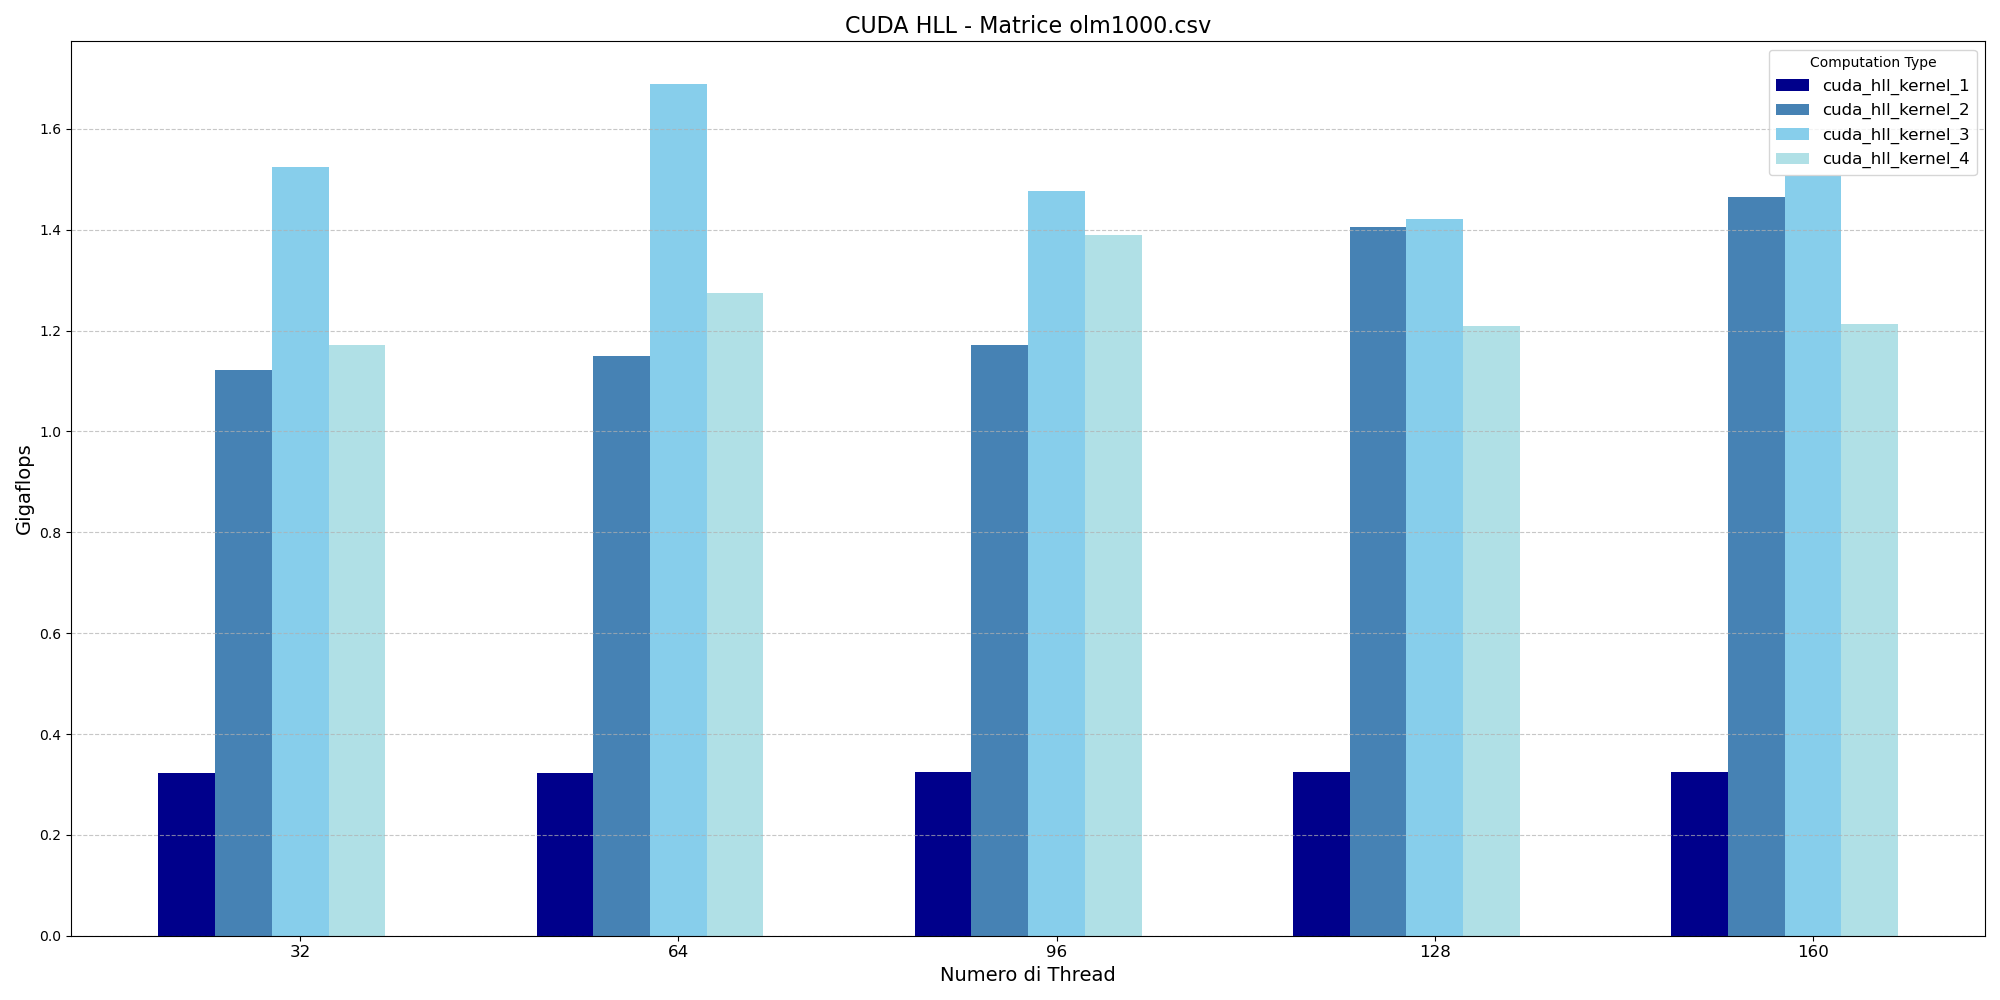 CUDA HLL - Matrice olm1000.csv
Computation Type
cuda_hll_kernel_1
cuda_hll_kernel_2
cuda_hll_kernel_3
cuda_hll_kernel_4
1.6
1.4
1.2
1.0
0.8
0.6
0.4
0.2
0.0
Gigaflops
32 64 96 128 160
Numero di Thread